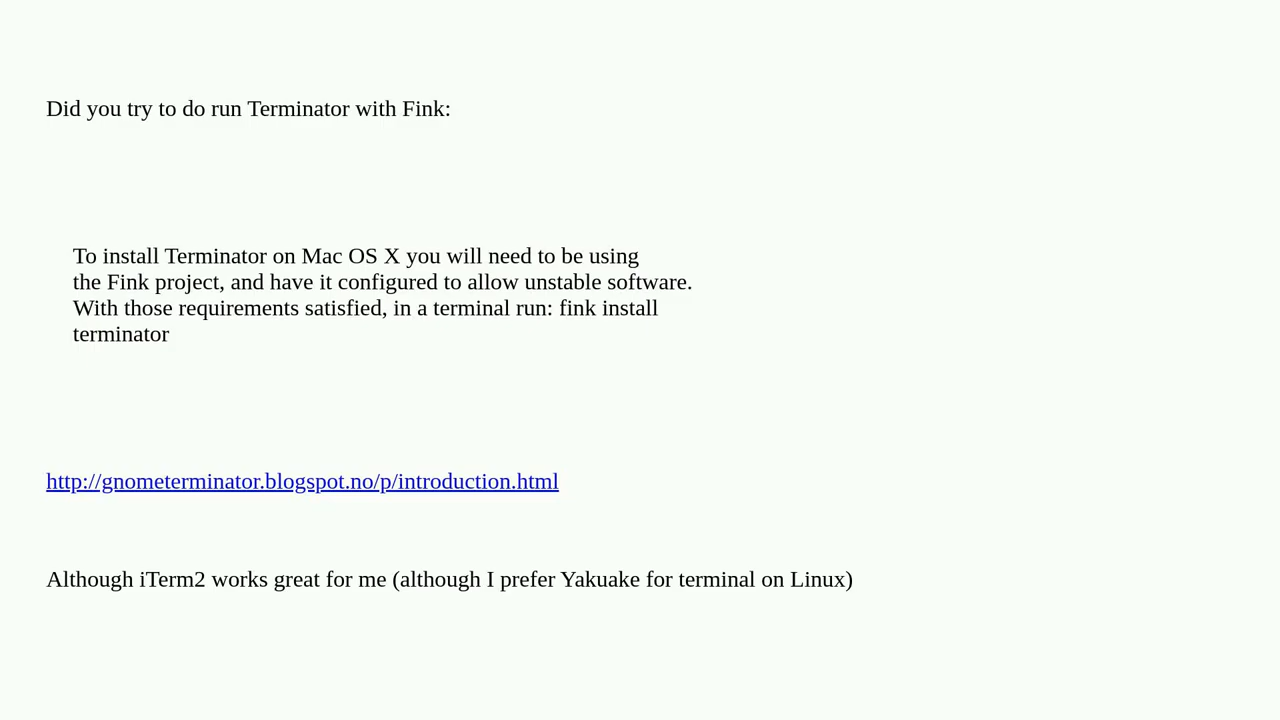 Did you try to do run Terminator with Fink:
To install Terminator on Mac OS X you will need to be using
the Fink project, and have it configured to allow unstable software.
With those requirements satisfied, in a terminal run: fink install
terminator
http://gnometerminator.blogspot.no/p/introduction.html
Although iTerm2 works great for me (although I prefer Yakuake for terminal on Linux)